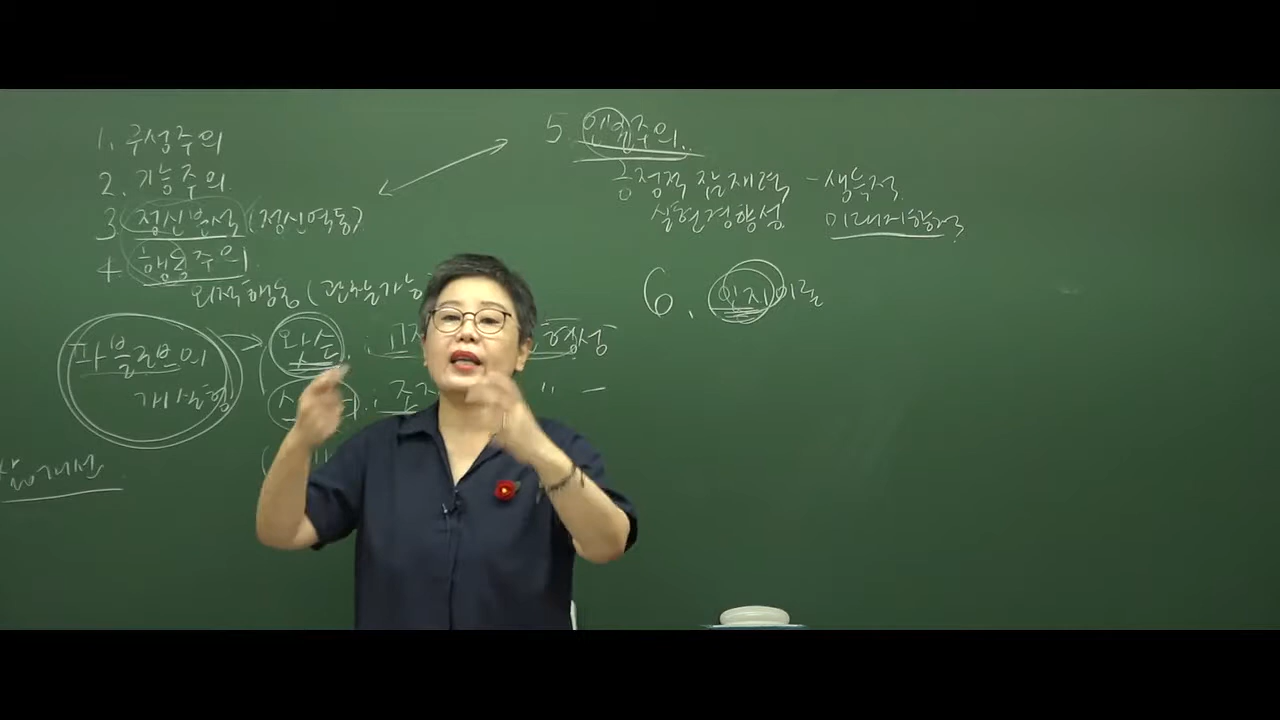 1. 구성주의
2. 기능주의
3. 정신분석 (정신역동)
4. 행동주의
외적행동 (관찰가능
파블로브의
개실험
왓슨 :
: 조
" -
5. 인본주의..
긍정적 잠재력 - 생득적
실현경향성 미래지향적
6. 인지이론